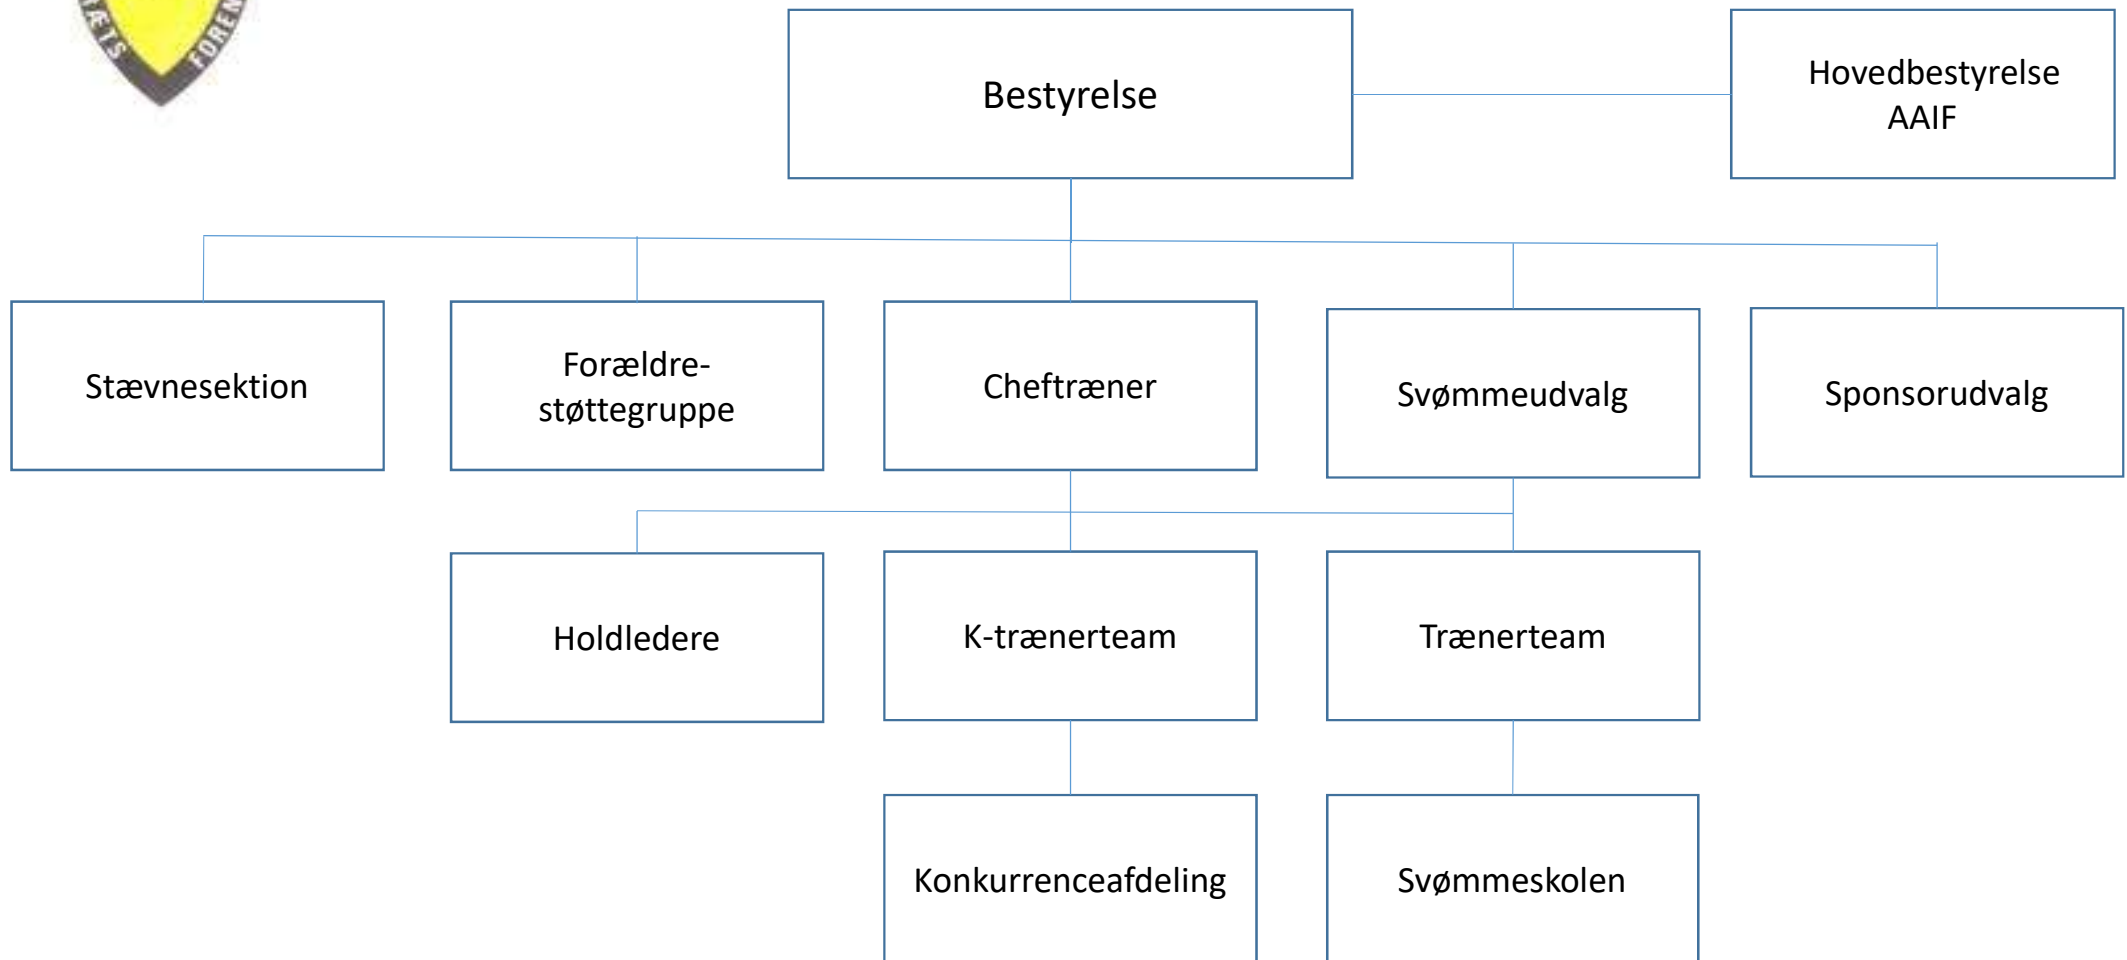 Bestyrelse
Hovedbestyrelse
AAIF
Stævnesektion
Forældre-
støttegruppe
Cheftræner
Svømmeudvalg
Sponsorudvalg
Holdledere
K-trænerteam
Trænerteam
Konkurrenceafdeling
Svømmeskolen